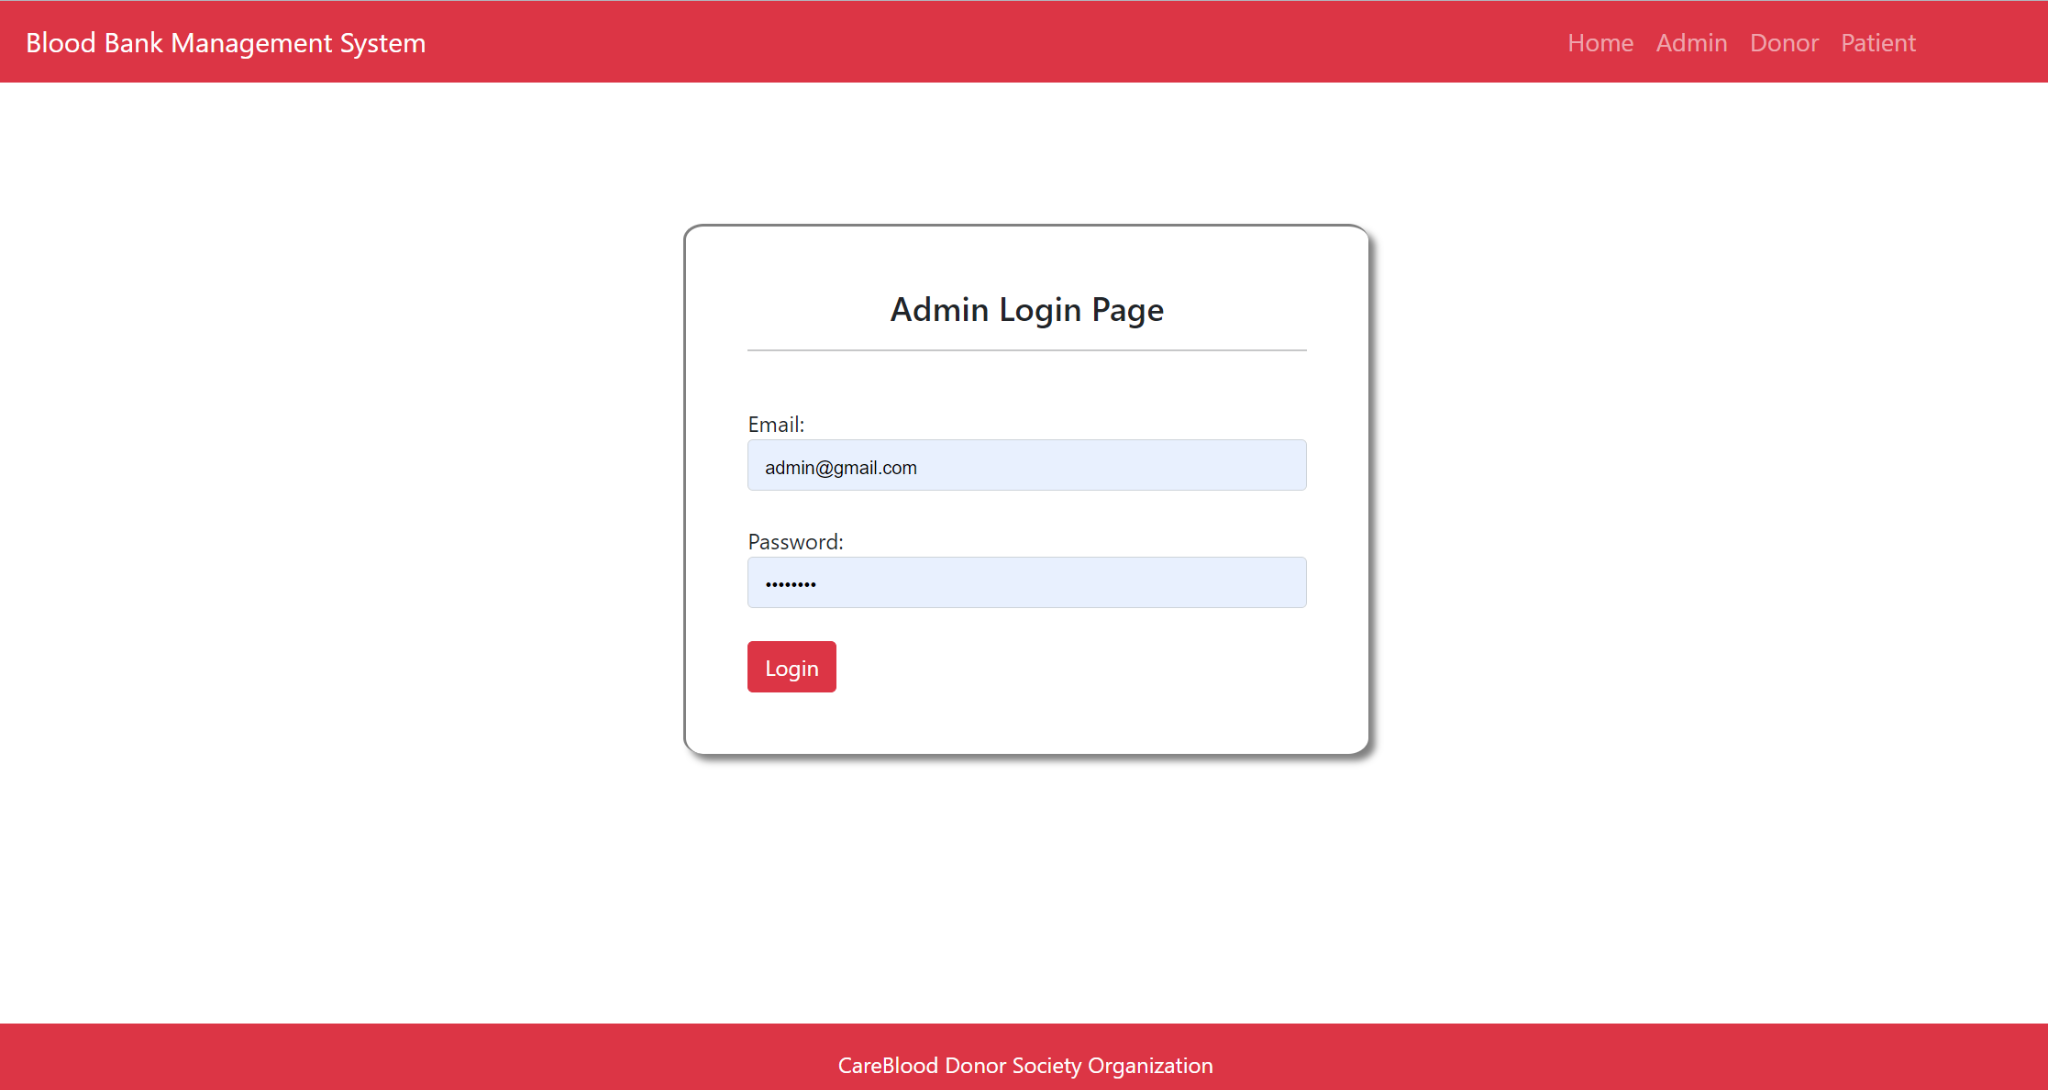 Blood Bank Management System
Home Admin Donor Patient
Admin Login Page
Email:
admin@gmail.com
Password:
••••••••
Login
CareBlood Donor Society Organization